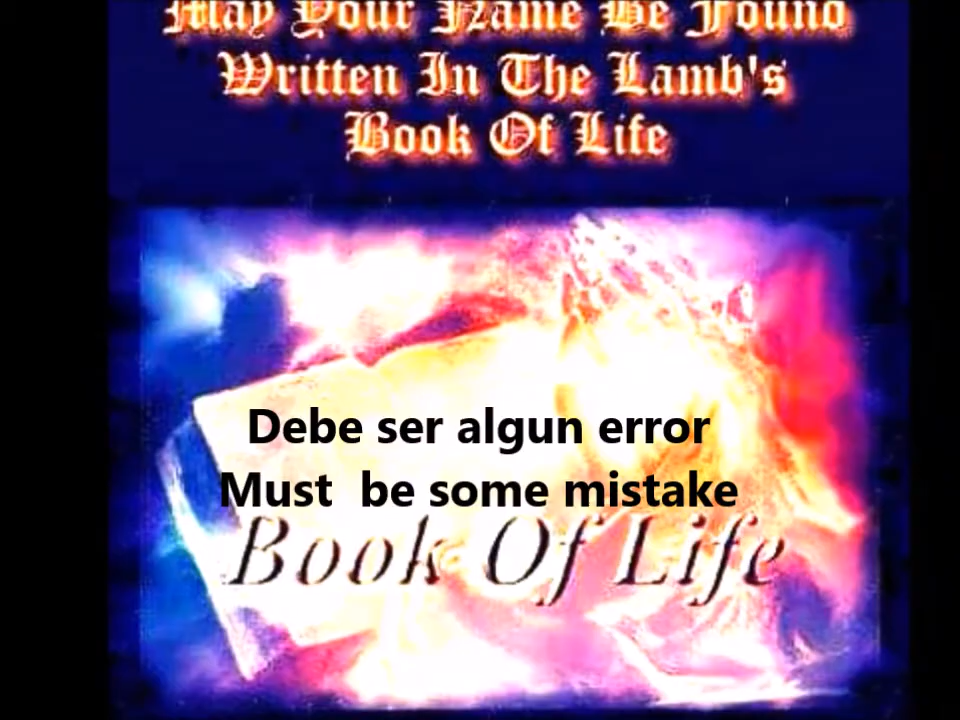 May Your Name Be Found
Written In The Lamb's
Book Of Life
Debe ser algun error
Must  be some mistake
Book Of Life